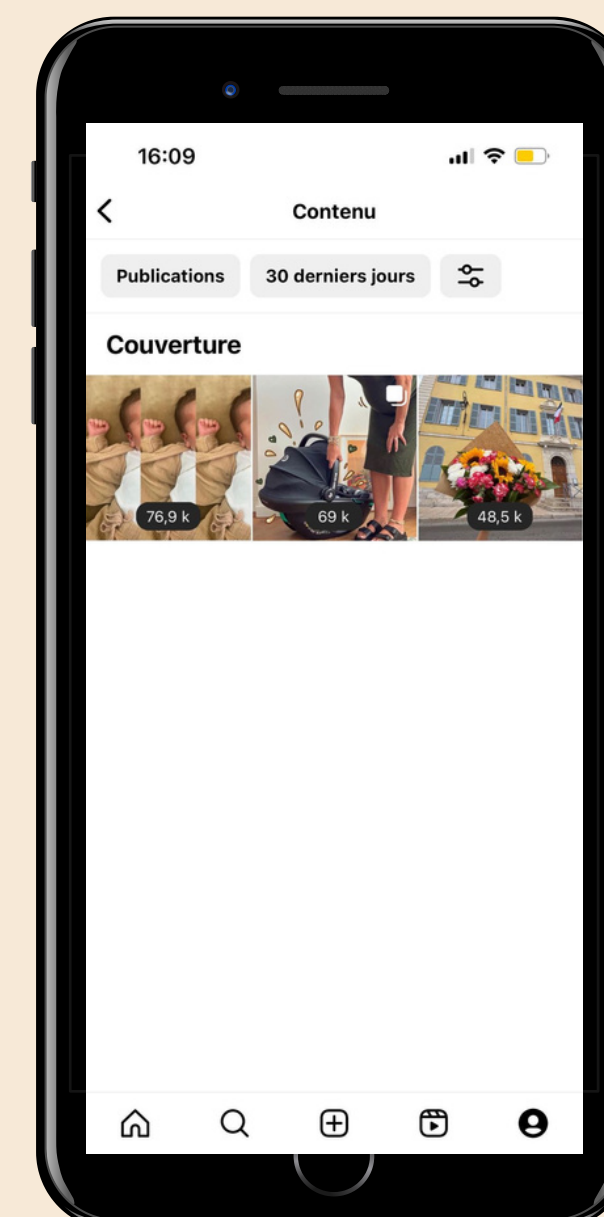 16:09
Contenu
Publications
30 derniers jours
Couverture
76,9 k
69 k
48,5 k